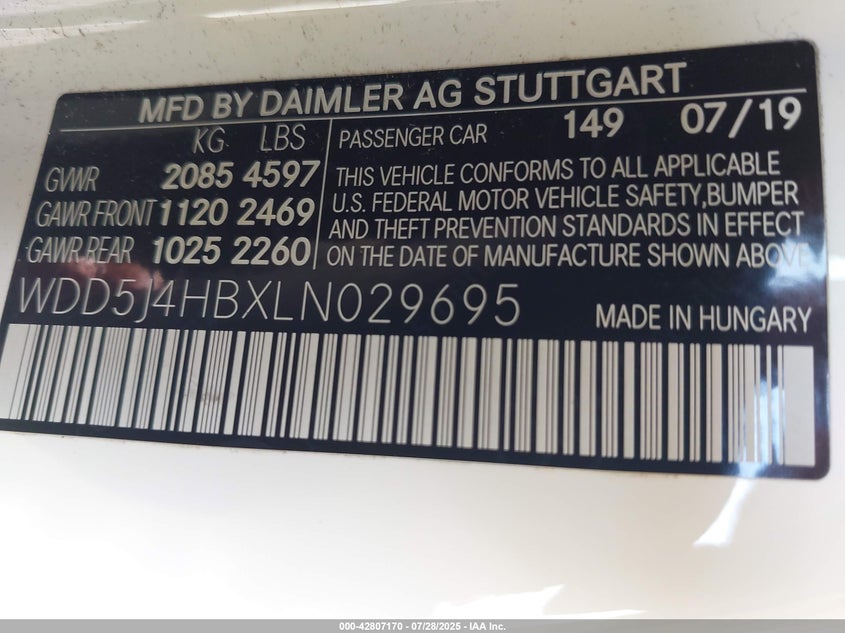 MFD BY DAIMLER AG STUTTGART
KG LBS
GVWR 2085 4597
GAWR FRONT 1120 2469
GAWR REAR 1025 2260
PASSENGER CAR 149 07/19
THIS VEHICLE CONFORMS TO ALL APPLICABLE
U.S. FEDERAL MOTOR VEHICLE SAFETY,BUMPER
AND THEFT PREVENTION STANDARDS IN EFFECT
ON THE DATE OF MANUFACTURE SHOWN ABOVE
WDD5J4HBXLN029695
MADE IN HUNGARY
000-42807170 | 07/28/2025 - IAA Inc.